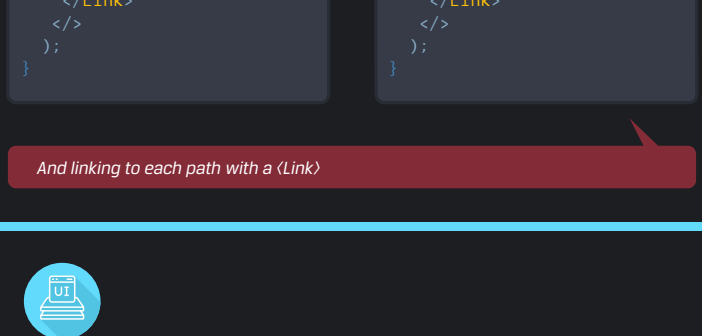 </Link>
</Link>
</>
</>
);
);
}
}
And linking to each path with a <Link>
UI